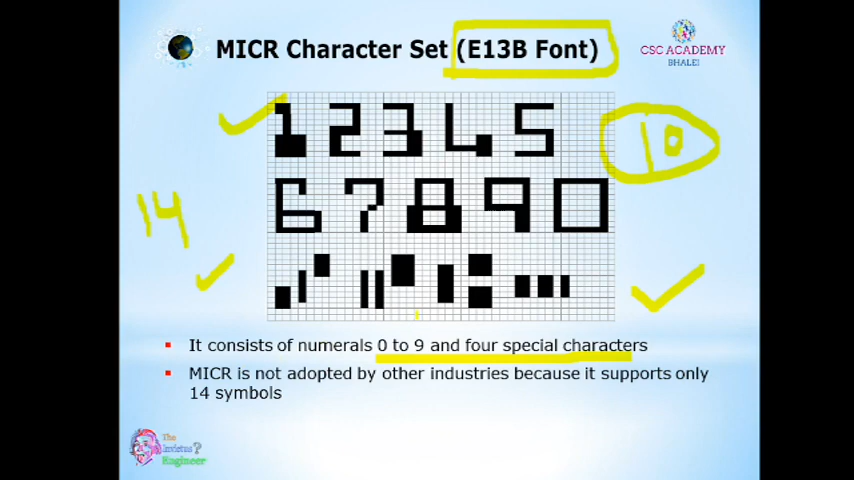 MICR Character Set (E13B Font)
CSC ACADEMY
BHALEI
1 2 3 4 5
10
6 7 8 9 0
14
It consists of numerals 0 to 9 and four special characters
MICR is not adopted by other industries because it supports only
14 symbols
The
Invictus?
Engineer